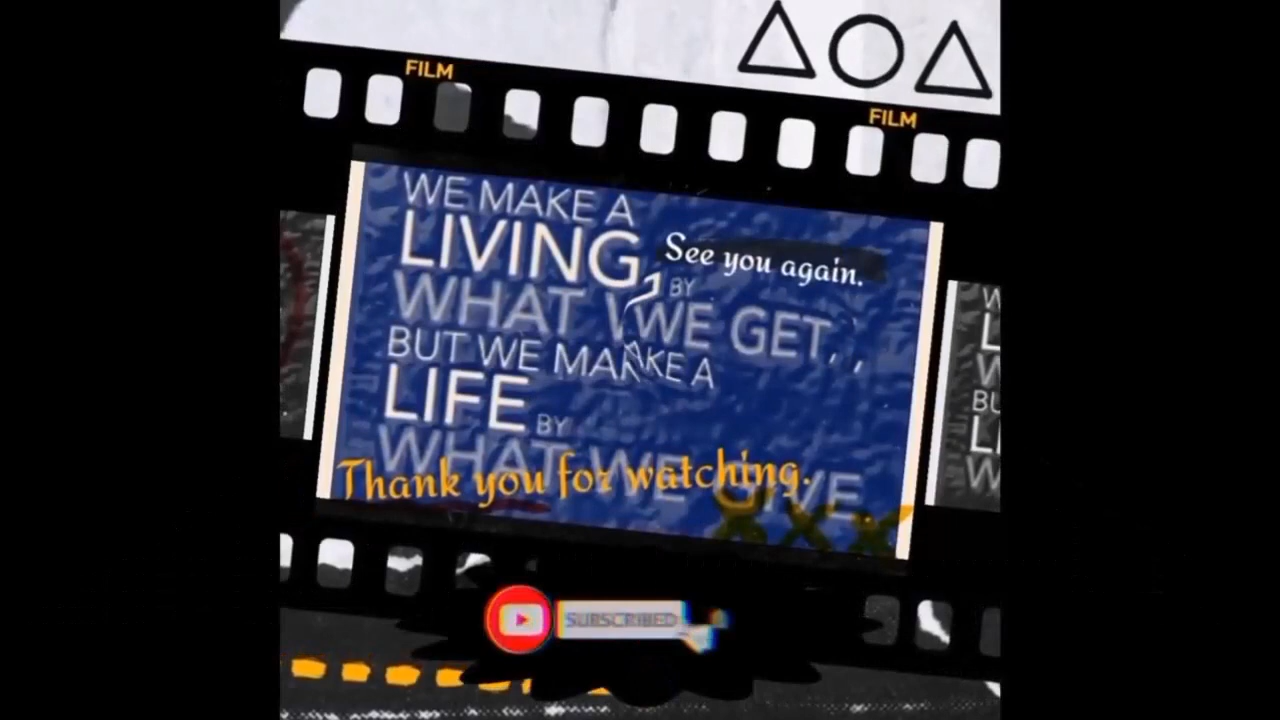 FILM
FILM
WE MAKE A
LIVING,
See you again.
BY
WHAT WE GET,
BUT WE MAKE A
LIFE BY
WHAT WE GIVE
Thank you for watching.
XXX
SUBSCRIBED